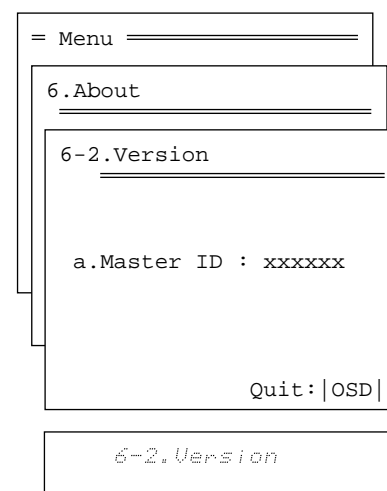 = Menu
6.About
6-2.Version
a.Master ID : xxxxxx
Quit:|OSD|
6-2.Version